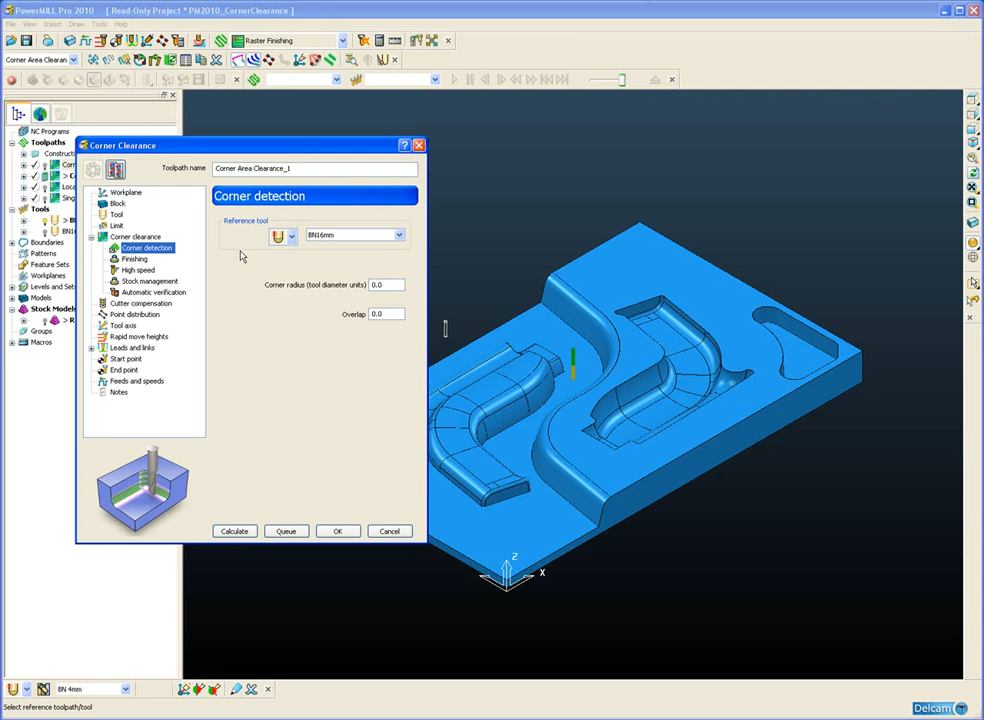 PowerMILL Pro 2010 [ Read-Only Project * PM2010_CornerClearance ]
File View Insert Draw Tools Help
Raster Finishing
Corner Area Clearan
NC Programs
Toolpaths
Constructi
Corn
> C
Loca
Sing
Tools
> B
BN1
Boundaries
Patterns
Feature Sets
Workplanes
Levels and Sets
Models
Stock Models
> R
Groups
Macros
Corner Clearance
Toolpath name
Corner Area Clearance_1
Workplane
Block
Tool
Limit
Corner clearance
Corner detection
Finishing
High speed
Stock management
Automatic verification
Cutter compensation
Point distribution
Tool axis
Rapid move heights
Leads and links
Start point
End point
Feeds and speeds
Notes
Corner detection
Reference tool
BN16mm
Corner radius (tool diameter units) 0.0
Overlap 0.0
Calculate
Queue
OK
Cancel
Z
X
BN 4mm
Select reference toolpath/tool
Delcam